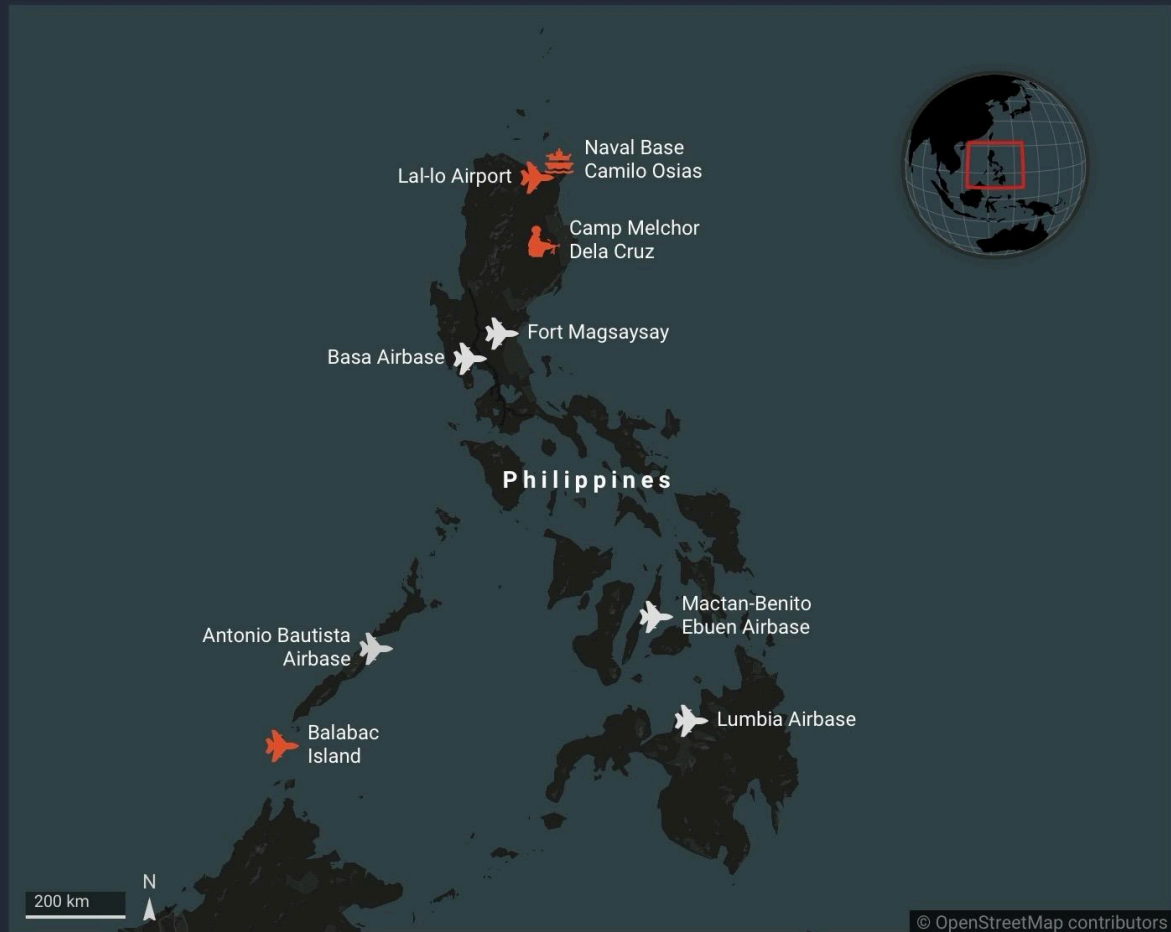 Naval Base
Camilo Osias
Lal-lo Airport
Camp Melchor
Dela Cruz
Fort Magsaysay
Basa Airbase
Philippines
Mactan-Benito
Ebuen Airbase
Antonio Bautista
Airbase
Lumbia Airbase
Balabac
Island
N
200 km
© OpenStreetMap contributors